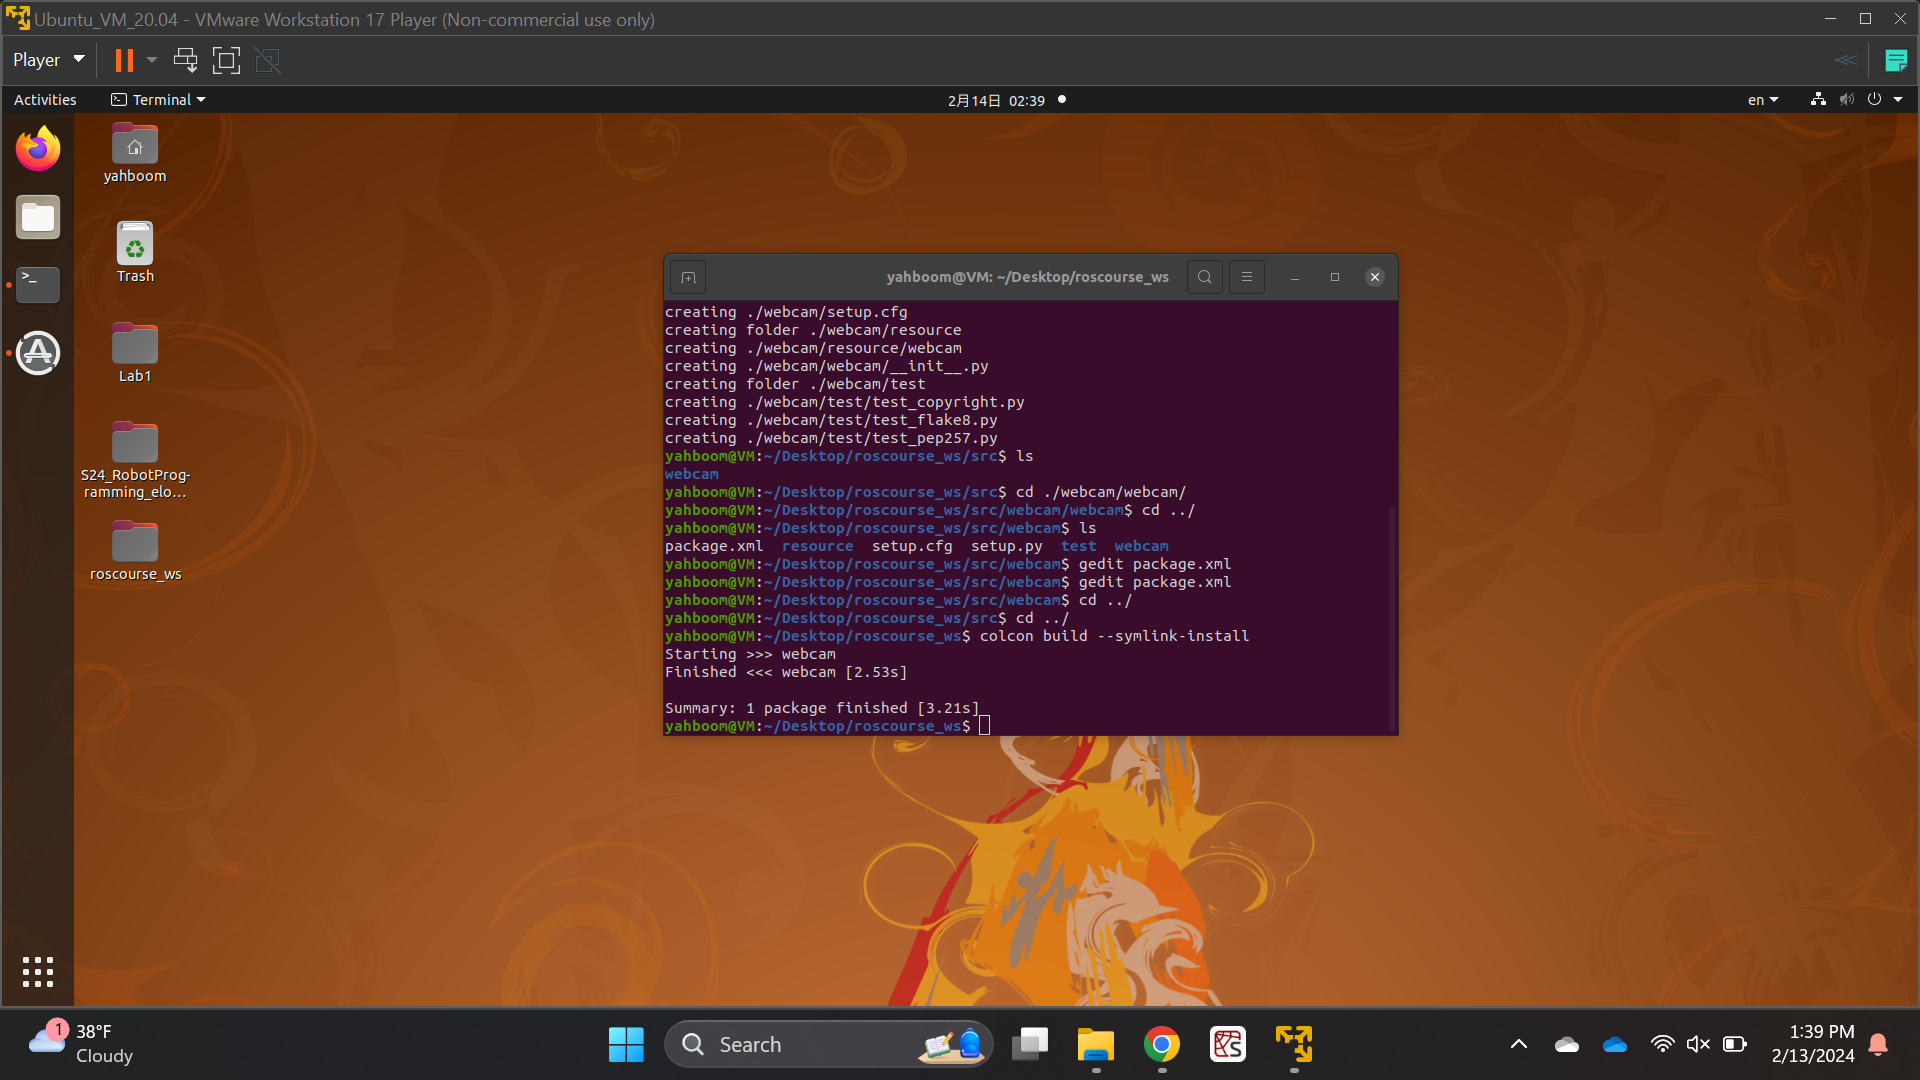 Ubuntu_VM_20.04 - VMware Workstation 17 Player (Non-commercial use only)
Player
Activities
Terminal
2月14日 02:39
en
yahboom
Trash
Lab1
S24_RobotProg-
ramming_elo...
roscourse_ws
yahboom@VM: ~/Desktop/roscourse_ws
creating ./webcam/setup.cfg
creating folder ./webcam/resource
creating ./webcam/resource/webcam
creating ./webcam/webcam/__init__.py
creating folder ./webcam/test
creating ./webcam/test/test_copyright.py
creating ./webcam/test/test_flake8.py
creating ./webcam/test/test_pep257.py
yahboom@VM:~/Desktop/roscourse_ws/src$ ls
webcam
yahboom@VM:~/Desktop/roscourse_ws/src$ cd ./webcam/webcam/
yahboom@VM:~/Desktop/roscourse_ws/src/webcam/webcam$ cd ../
yahboom@VM:~/Desktop/roscourse_ws/src/webcam$ ls
package.xml  resource  setup.cfg  setup.py  test  webcam
yahboom@VM:~/Desktop/roscourse_ws/src/webcam$ gedit package.xml
yahboom@VM:~/Desktop/roscourse_ws/src/webcam$ gedit package.xml
yahboom@VM:~/Desktop/roscourse_ws/src/webcam$ cd ../
yahboom@VM:~/Desktop/roscourse_ws/src$ cd ../
yahboom@VM:~/Desktop/roscourse_ws$ colcon build --symlink-install
Starting >>> webcam
Finished <<< webcam [2.53s]
Summary: 1 package finished [3.21s]
yahboom@VM:~/Desktop/roscourse_ws$
1
38°F
Cloudy
Search
1:39 PM
2/13/2024